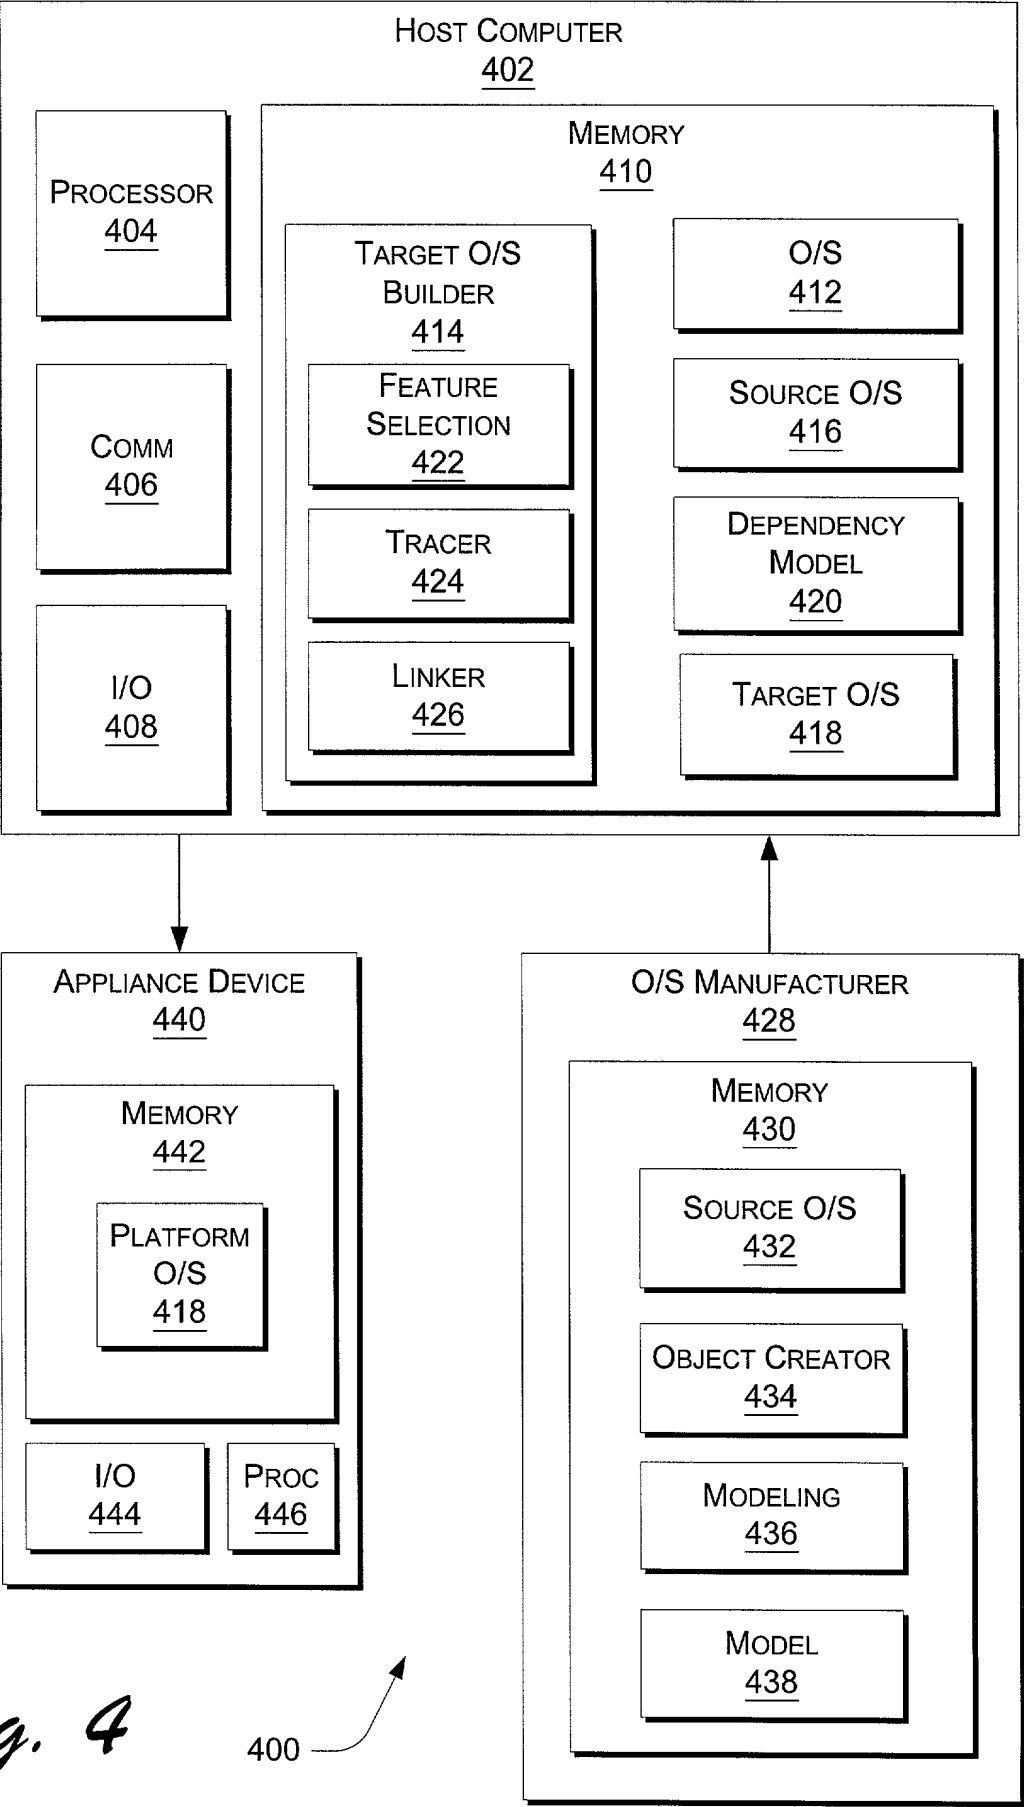 HOST COMPUTER
402
PROCESSOR
404
COMM
406
I/O
408
MEMORY
410
TARGET O/S
BUILDER
414
FEATURE
SELECTION
422
TRACER
424
LINKER
426
O/S
412
SOURCE O/S
416
DEPENDENCY
MODEL
420
TARGET O/S
418
APPLIANCE DEVICE
440
MEMORY
442
PLATFORM
O/S
418
I/O
444
PROC
446
O/S MANUFACTURER
428
MEMORY
430
SOURCE O/S
432
OBJECT CREATOR
434
MODELING
436
MODEL
438
g. 4
400